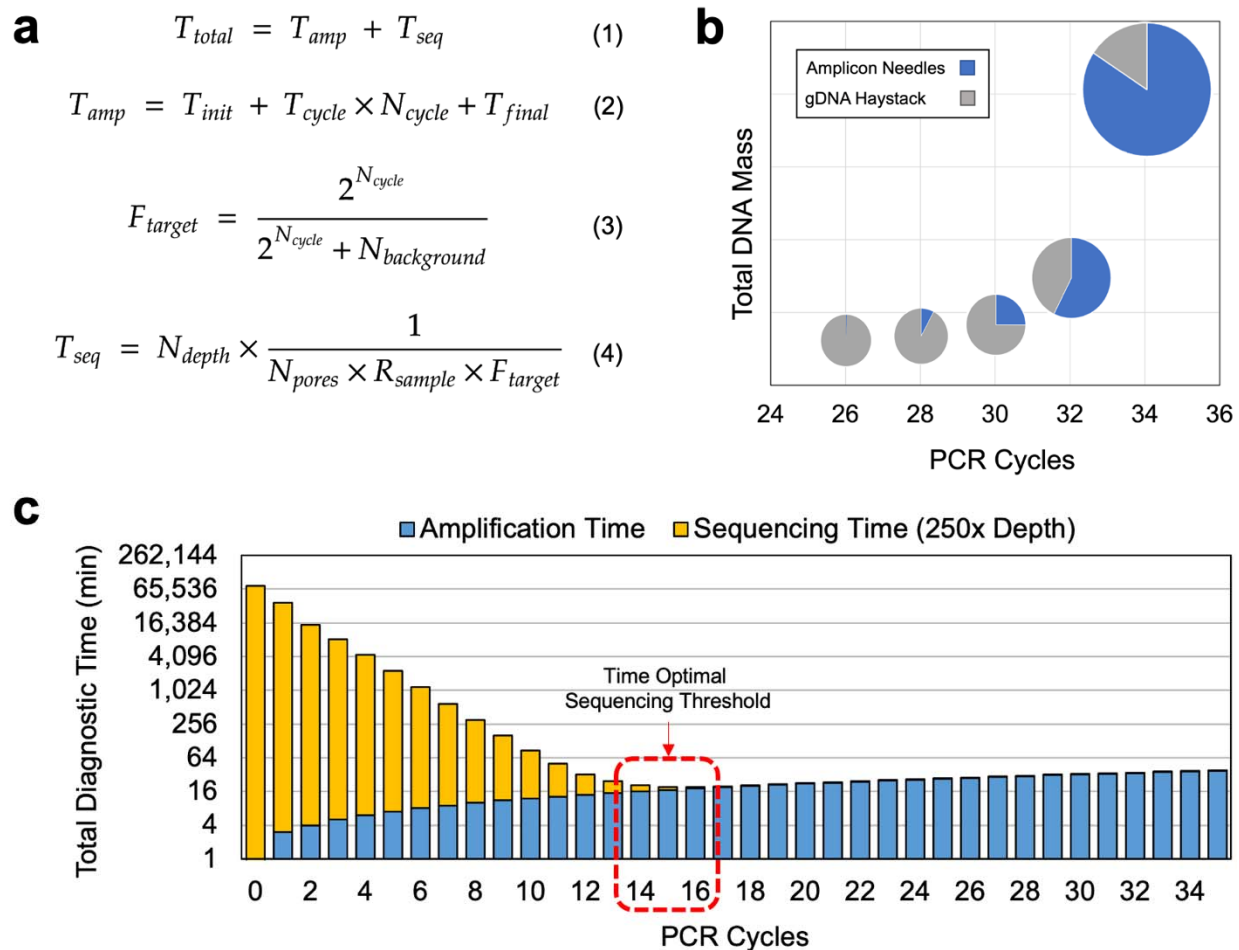 a
T_total = T_amp + T_seq (1)
T_amp = T_init + T_cycle × N_cycle + T_final (2)
F_target = 2^N_cycle / (2^N_cycle + N_background) (3)
T_seq = N_depth × 1 / (N_pores × R_sample × F_target) (4)
b
Amplicon Needles
gDNA Haystack
Total DNA Mass
24 26 28 30 32 34 36
PCR Cycles
c
Amplification Time Sequencing Time (250x Depth)
Total Diagnostic Time (min)
262,144
65,536
16,384
4,096
1,024
256
64
16
4
1
Time Optimal
Sequencing Threshold
0 2 4 6 8 10 12 14 16 18 20 22 24 26 28 30 32 34
PCR Cycles